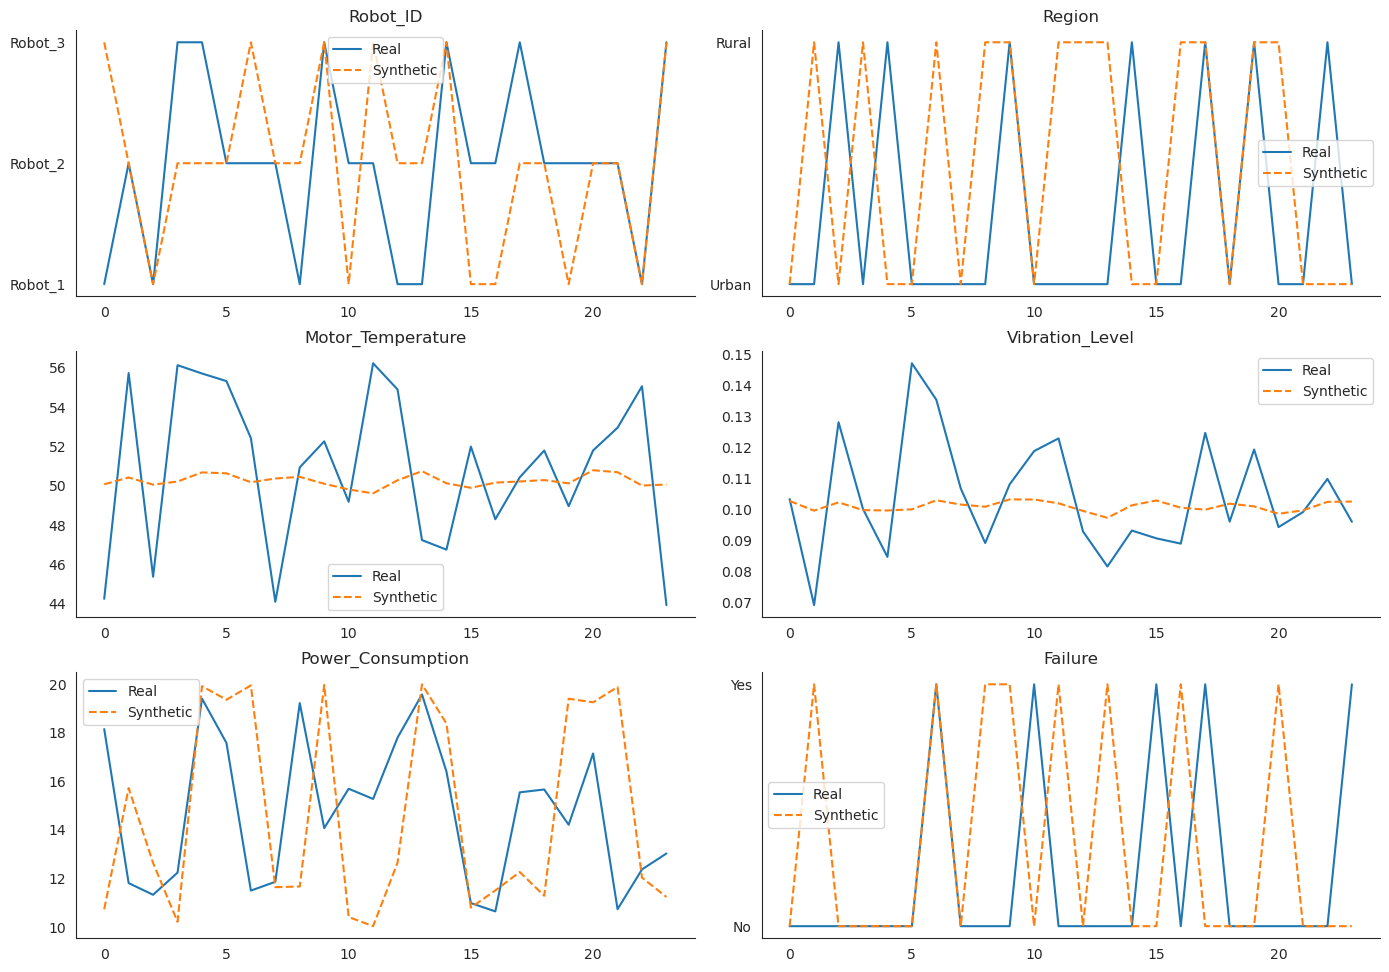 Robot_ID
Robot_3
Robot_2
Robot_1
Real
Synthetic
0 5 10 15 20
Region
Rural
Urban
Real
Synthetic
0 5 10 15 20
Motor_Temperature
56
54
52
50
48
46
44
Real
Synthetic
0 5 10 15 20
Vibration_Level
0.15
0.14
0.13
0.12
0.11
0.10
0.09
0.08
0.07
Real
Synthetic
0 5 10 15 20
Power_Consumption
20
18
16
14
12
10
Real
Synthetic
0 5 10 15 20
Failure
Yes
No
Real
Synthetic
0 5 10 15 20